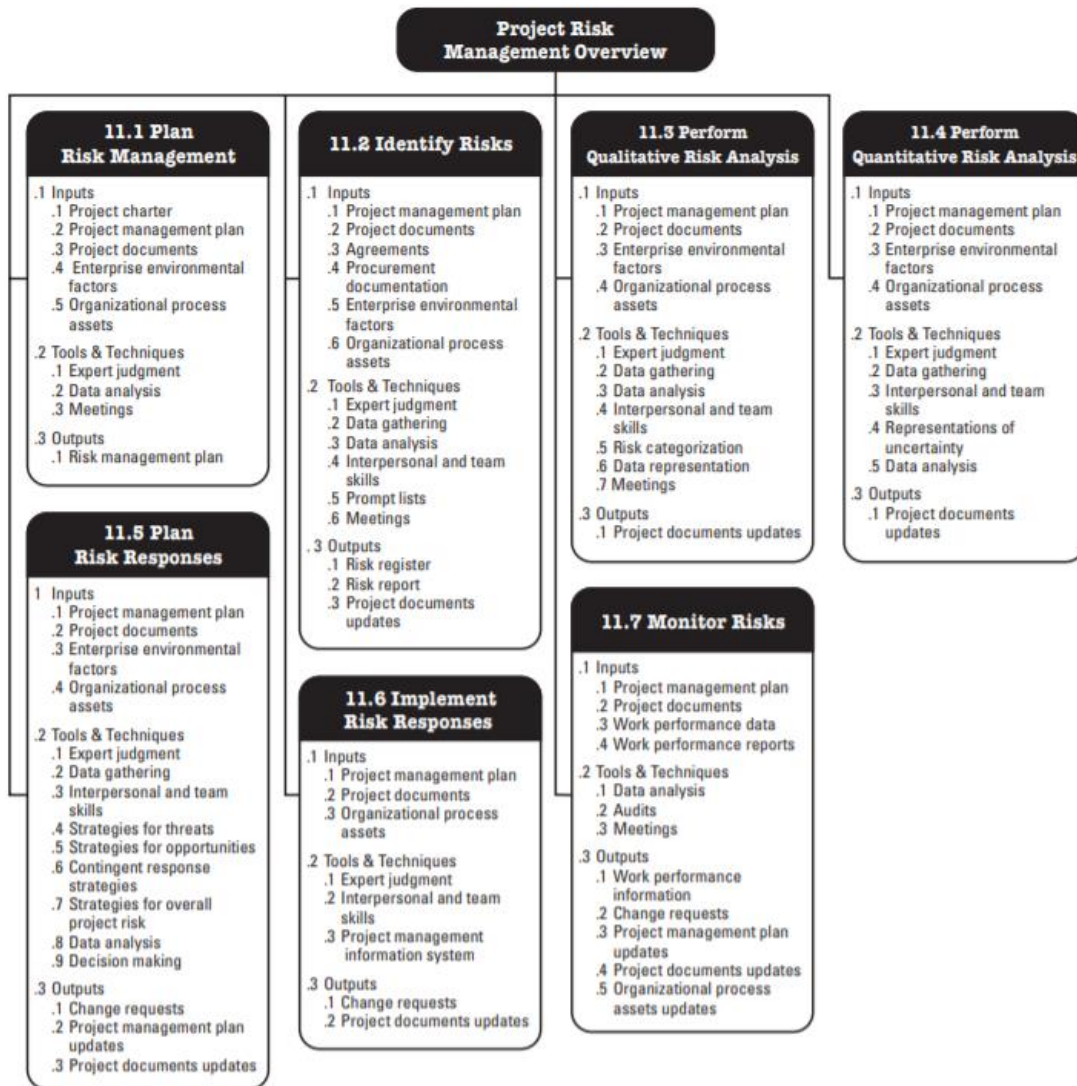 Project Risk
Management Overview
11.1 Plan
Risk Management
.1 Inputs
.1 Project charter
.2 Project management plan
.3 Project documents
.4 Enterprise environmental
factors
.5 Organizational process
assets
.2 Tools & Techniques
.1 Expert judgment
.2 Data analysis
.3 Meetings
.3 Outputs
.1 Risk management plan
11.2 Identify Risks
.1 Inputs
.1 Project management plan
.2 Project documents
.3 Agreements
.4 Procurement
documentation
.5 Enterprise environmental
factors
.6 Organizational process
assets
.2 Tools & Techniques
.1 Expert judgment
.2 Data gathering
.3 Data analysis
.4 Interpersonal and team
skills
.5 Prompt lists
.6 Meetings
. 3 Outputs
.1 Risk register
.2 Risk report
.3 Project documents
updates
11.3 Perform
Qualitative Risk Analysis
.1 Inputs
.1 Project management plan
.2 Project documents
.3 Enterprise environmental
factors
.4 Organizational process
assets
.2 Tools & Techniques
.1 Expert judgment
.2 Data gathering
.3 Data analysis
.4 Interpersonal and team
skills
.5 Risk categorization
.6 Data representation
.7 Meetings
.3 Outputs
.1 Project documents updates
11.4 Perform
Quantitative Risk Analysis
.1 Inputs
.1 Project management plan
.2 Project documents
.3 Enterprise environmental
factors
.4 Organizational process
assets
.2 Tools & Techniques
.1 Expert judgment
.2 Data gathering
.3 Interpersonal and team
skills
.4 Representations of
uncertainty
.5 Data analysis
.3 Outputs
.1 Project documents
updates
11.5 Plan
Risk Responses
1 Inputs
.1 Project management plan
.2 Project documents
.3 Enterprise environmental
factors
.4 Organizational process
assets
.2 Tools & Techniques
.1 Expert judgment
.2 Data gathering
.3 Interpersonal and team
skills
.4 Strategies for threats
.5 Strategies for opportunities
.6 Contingent response
strategies
.7 Strategies for overall
project risk
.8 Data analysis
.9 Decision making
.3 Outputs
.1 Change requests
.2 Project management plan
updates
.3 Project documents updates
11.6 Implement
Risk Responses
.1 Inputs
.1 Project management plan
.2 Project documents
.3 Organizational process
assets
.2 Tools & Techniques
.1 Expert judgment
.2 Interpersonal and team
skills
.3 Project management
information system
.3 Outputs
.1 Change requests
.2 Project documents updates
11.7 Monitor Risks
.1 Inputs
.1 Project management plan
.2 Project documents
.3 Work performance data
.4 Work performance reports
.2 Tools & Techniques
.1 Data analysis
.2 Audits
.3 Meetings
.3 Outputs
.1 Work performance
information
.2 Change requests
.3 Project management plan
updates
.4 Project documents updates
.5 Organizational process
assets updates